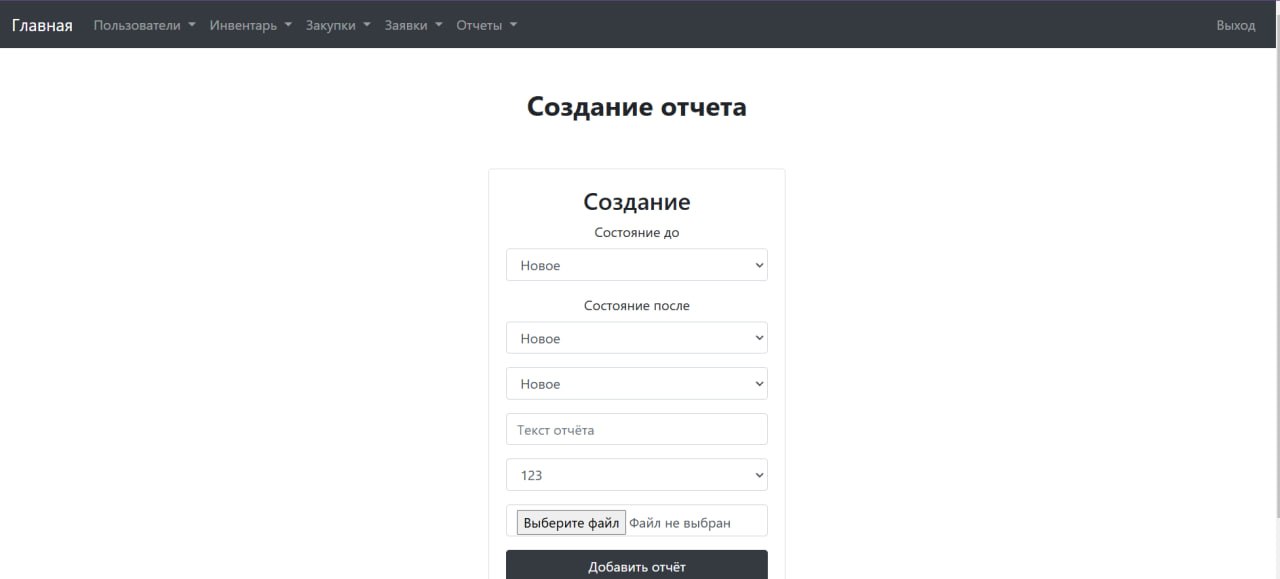 Главная Пользователи Инвентарь Закупки Заявки Отчеты Выход
Создание отчета
Создание
Состояние до
Новое
Состояние после
Новое
Новое
Текст отчёта
123
Выберите файл Файл не выбран
Добавить отчёт